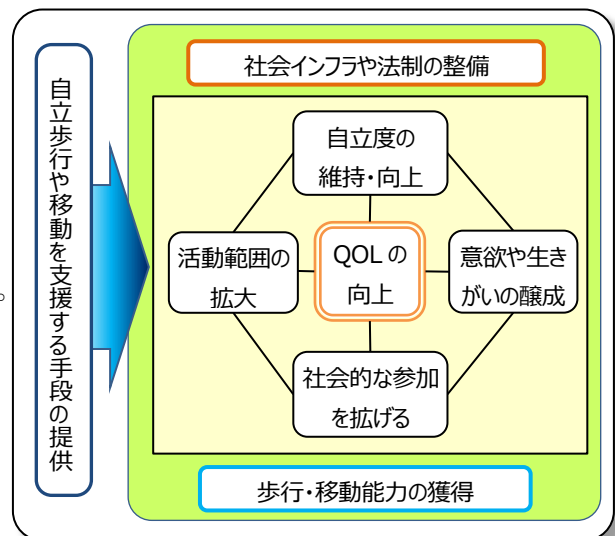 自立歩行や移動を支援する手段の提供
社会インフラや法制の整備
自立度の
維持・向上
活動範囲の
拡大
QOLの
向上
意欲や生き
がいの醸成
社会的な参加
を拡げる
歩行・移動能力の獲得
。